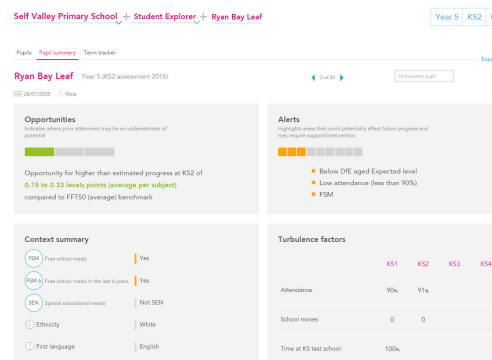 Self Valley Primary School + Student Explorer + Ryan Bay Leaf
Year 5 KS2
Pupils Pupil summary Term tracker
Ryan Bay Leaf Year 5 (KS2 assessment 2016)
2 of 30
Find another pupil
28/01/2005 Male
Opportunities
Indicates where prior attainment may be an underestimate of
potential
Opportunity for higher than estimated progress at KS2 of
0.15 to 0.33 levels points (average per subject)
compared to FFT50 (average) benchmark
Alerts
Highlights areas that could potentially affect future progress and
may require support/intervention
Below DfE aged Expected level
Low attendance (less than 90%)
FSM
Context summary
FSM Free school meals Yes
FSM 6 Free school meals in the last 6 years Yes
SEN Special educational needs Not SEN
Ethnicity White
First language English
Turbulence factors
KS1 KS2 KS3 KS4
Attendance 90% 91%
School moves 0 0
Time at KS test school 100%